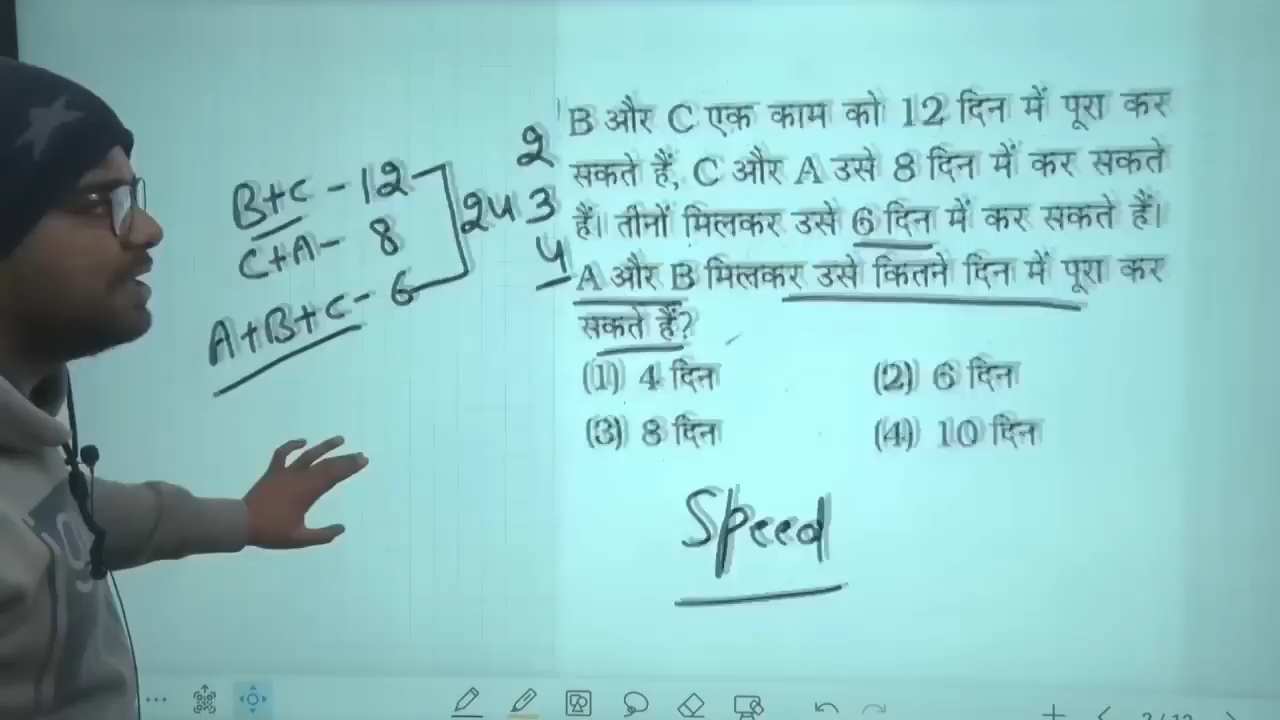 B और C एक काम को 12 दिन में पूरा कर
सकते हैं, C और A उसे 8 दिन में कर सकते
हैं। तीनों मिलकर उसे 6 दिन में कर सकते हैं।
A और B मिलकर उसे कितने दिन में पूरा कर
सकते हैं?
(1) 4 दिन (2) 6 दिन
(3) 8 दिन (4) 10 दिन
B+C - 12
C+A - 8
A+B+C - 6
24
2
3
4
Speed